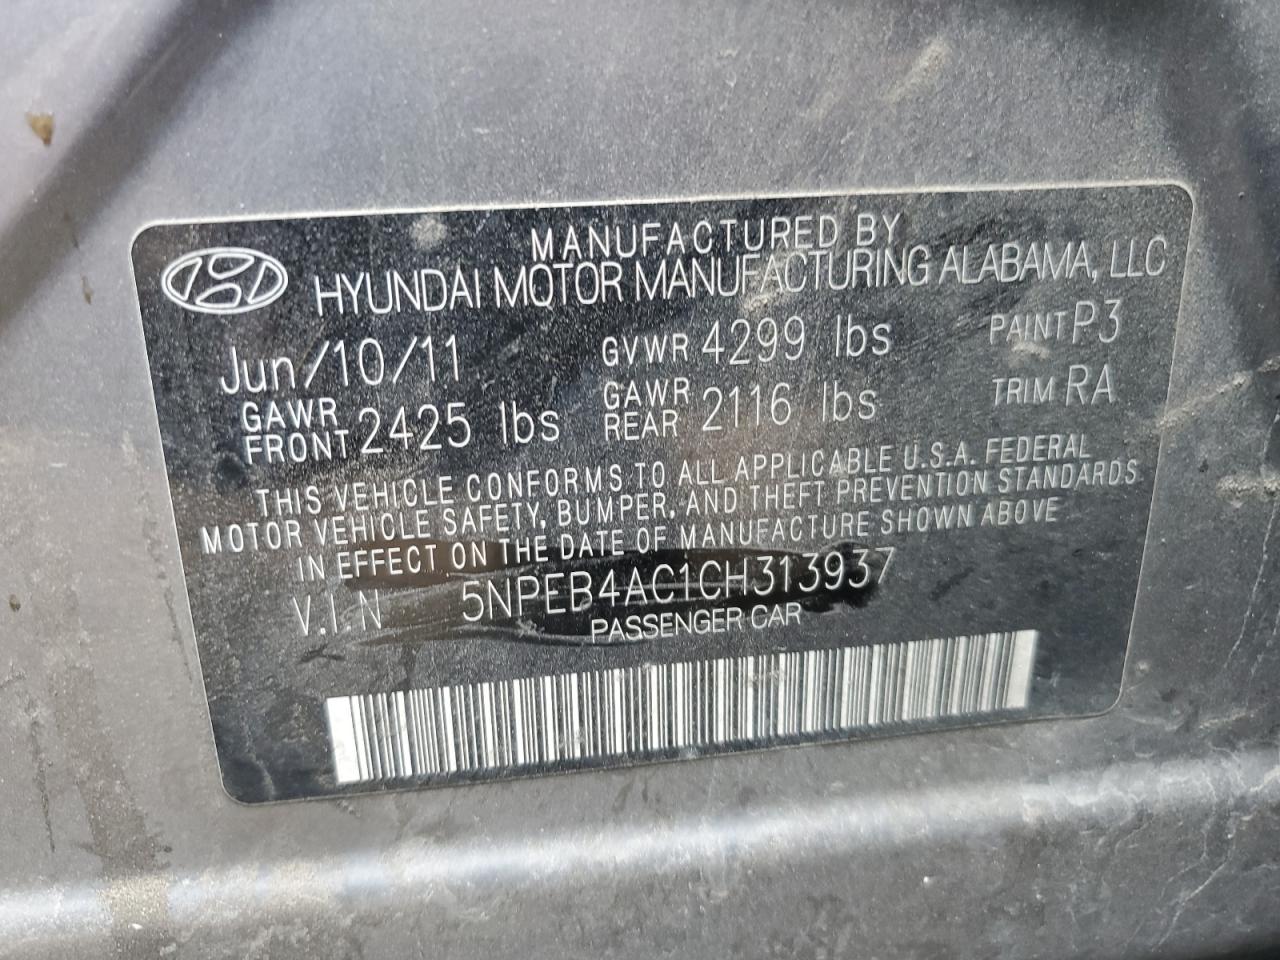 MANUFACTURED BY
HYUNDAI MOTOR MANUFACTURING ALABAMA, LLC
Jun/10/11 GVWR 4299 lbs PAINT P3
GAWR FRONT 2425 lbs GAWR REAR 2116 lbs TRIM RA
THIS VEHICLE CONFORMS TO ALL APPLICABLE U.S.A. FEDERAL
MOTOR VEHICLE SAFETY, BUMPER, AND THEFT PREVENTION STANDARDS
IN EFFECT ON THE DATE OF MANUFACTURE SHOWN ABOVE
V.I.N 5NPEB4AC1CH313937
PASSENGER CAR